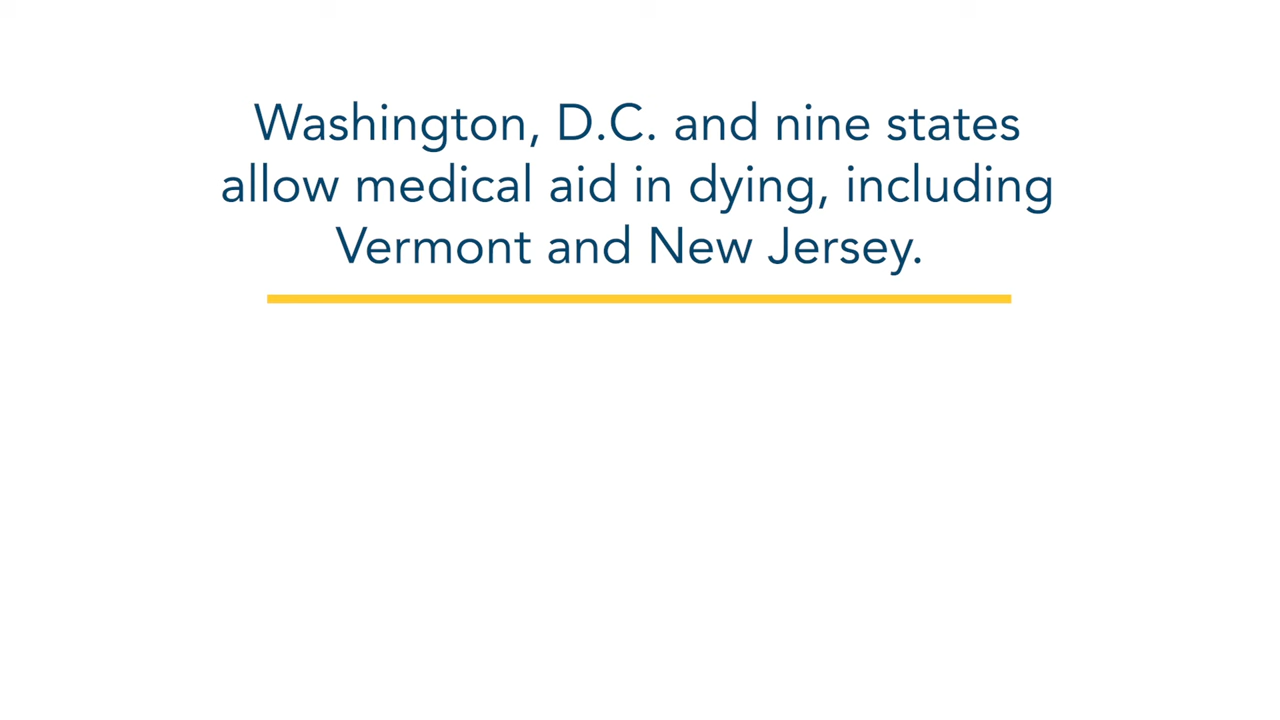 Washington, D.C. and nine states
allow medical aid in dying, including
Vermont and New Jersey.